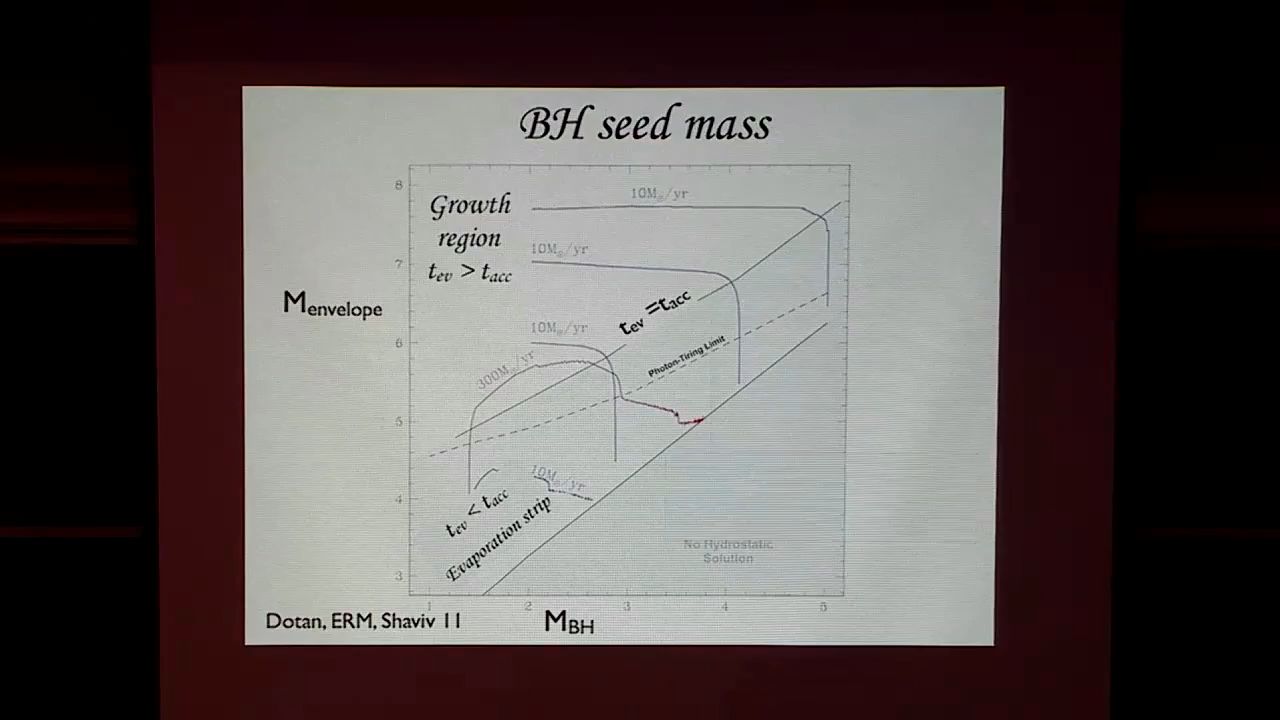 BH seed mass
8
7
6
5
4
3
1
2
3
4
5
Growth
region
tev > tacc
10M☉/yr
10M☉/yr
10M☉/yr
300M☉/yr
10M☉/yr
tev =tacc
Photon-Tiring Limit
tev < tacc
Evaporation strip
No Hydrostatic
Solution
Menvelope
MBH
Dotan, ERM, Shaviv 11